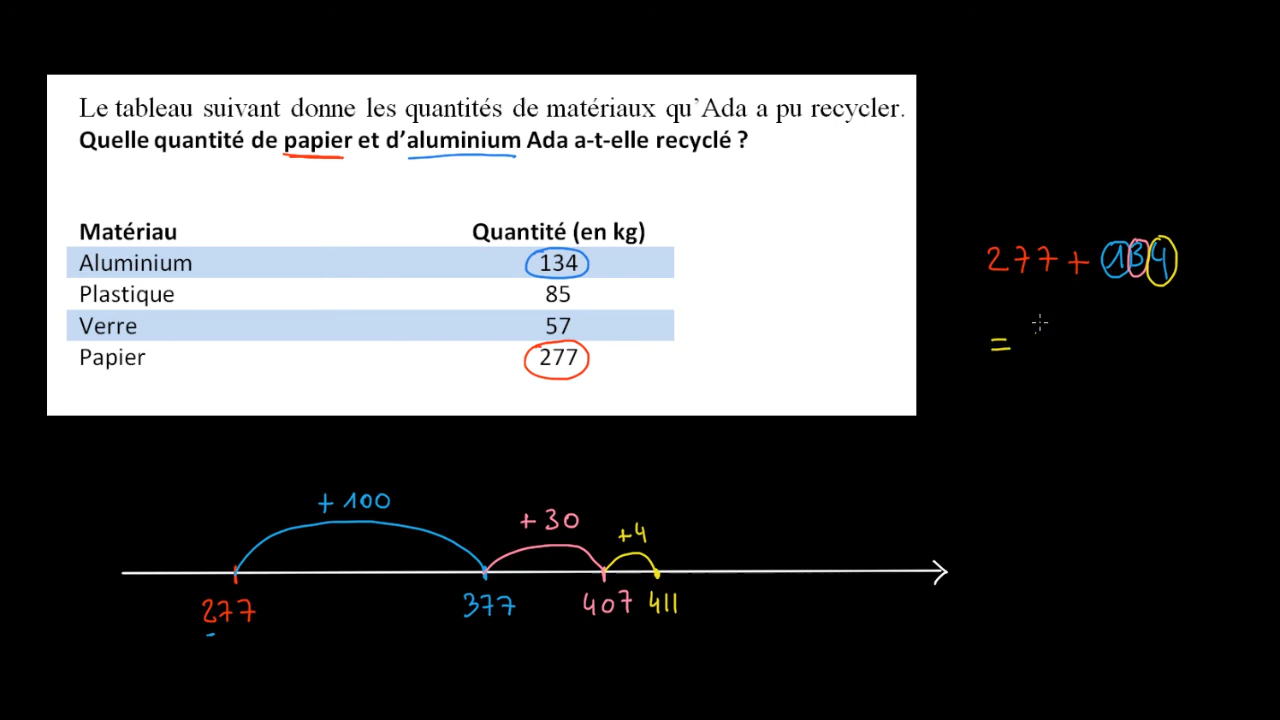 Le tableau suivant donne les quantités de matériaux qu’Ada a pu recycler.
Quelle quantité de papier et d’aluminium Ada a-t-elle recyclé ?
Matériau Quantité (en kg)
Aluminium 134
Plastique 85
Verre 57
Papier 277
277 + 134
=
+ 100 + 30 +4
277 377 407 411